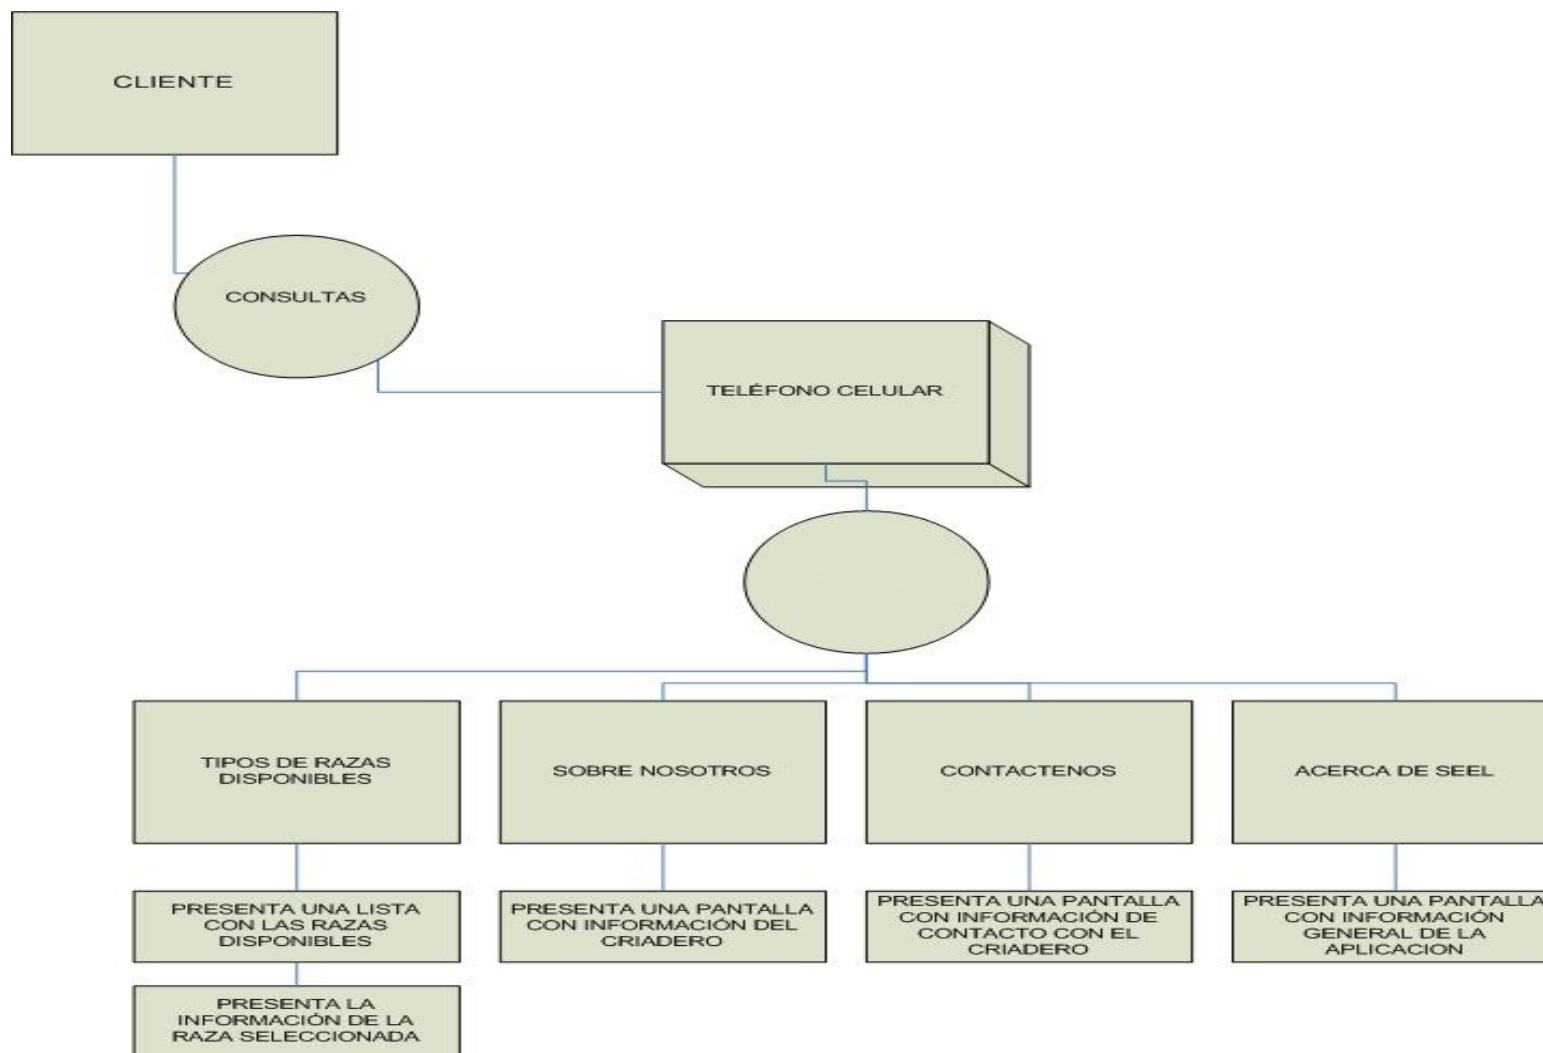 CLIENTE
CONSULTAS
TELÉFONO CELULAR
TIPOS DE RAZAS
DISPONIBLES
SOBRE NOSOTROS
CONTACTENOS
ACERCA DE SEEL
PRESENTA UNA LISTA
CON LAS RAZAS
DISPONIBLES
PRESENTA UNA PANTALLA
CON INFORMACIÓN DEL
CRIADERO
PRESENTA UNA PANTALLA
CON INFORMACIÓN DE
CONTACTO CON EL
CRIADERO
PRESENTA UNA PANTALLA
CON INFORMACIÓN
GENERAL DE LA
APLICACION
PRESENTA LA
INFORMACIÓN DE LA
RAZA SELECCIONADA